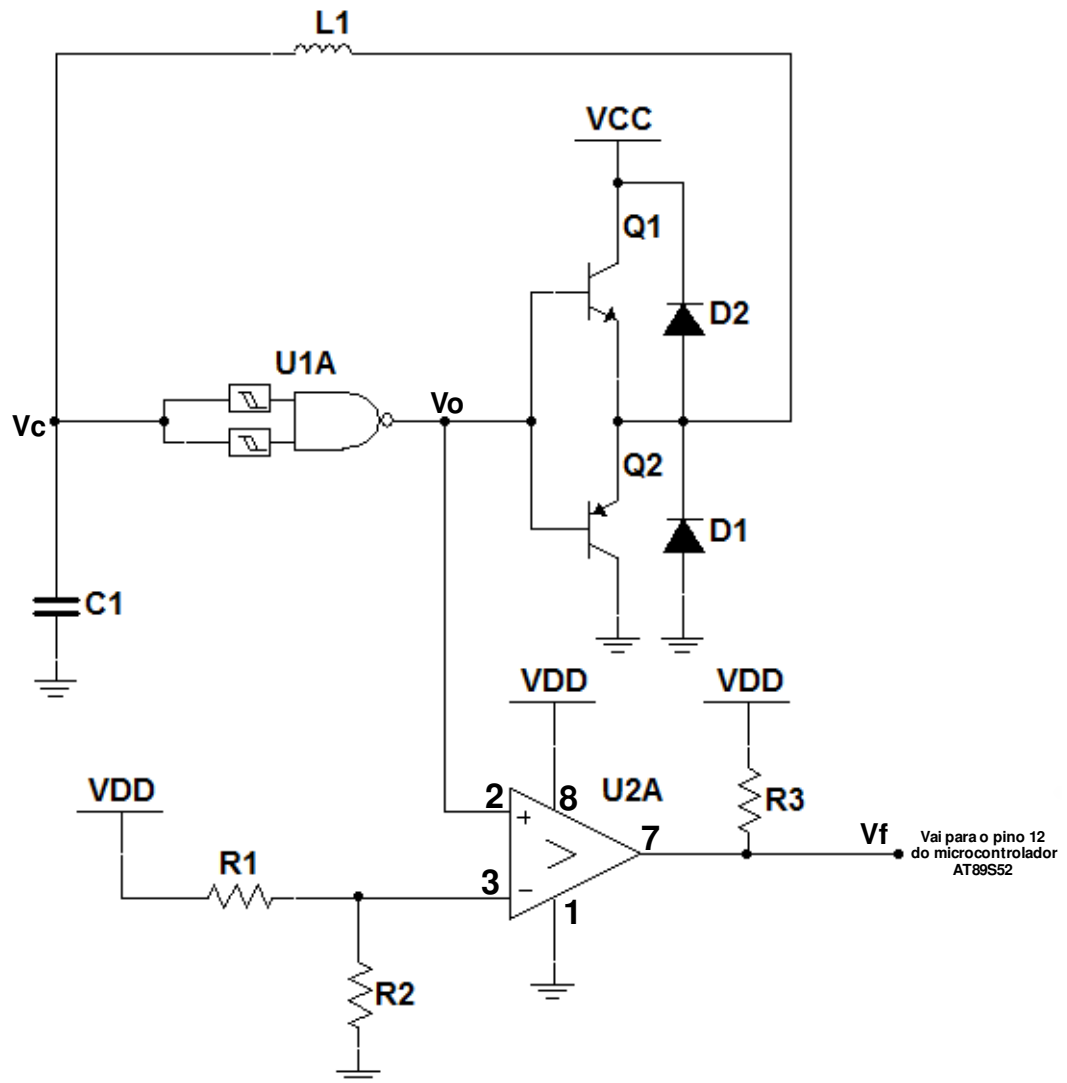 L1
VCC
Q1
D2
U1A
Vo
Vc
Q2
D1
C1
VDD
VDD
VDD
2
8
U2A
R3
+
7
Vf
Vai para o pino 12
do microcontrolador
AT89S52
R1
>
3
−
1
R2